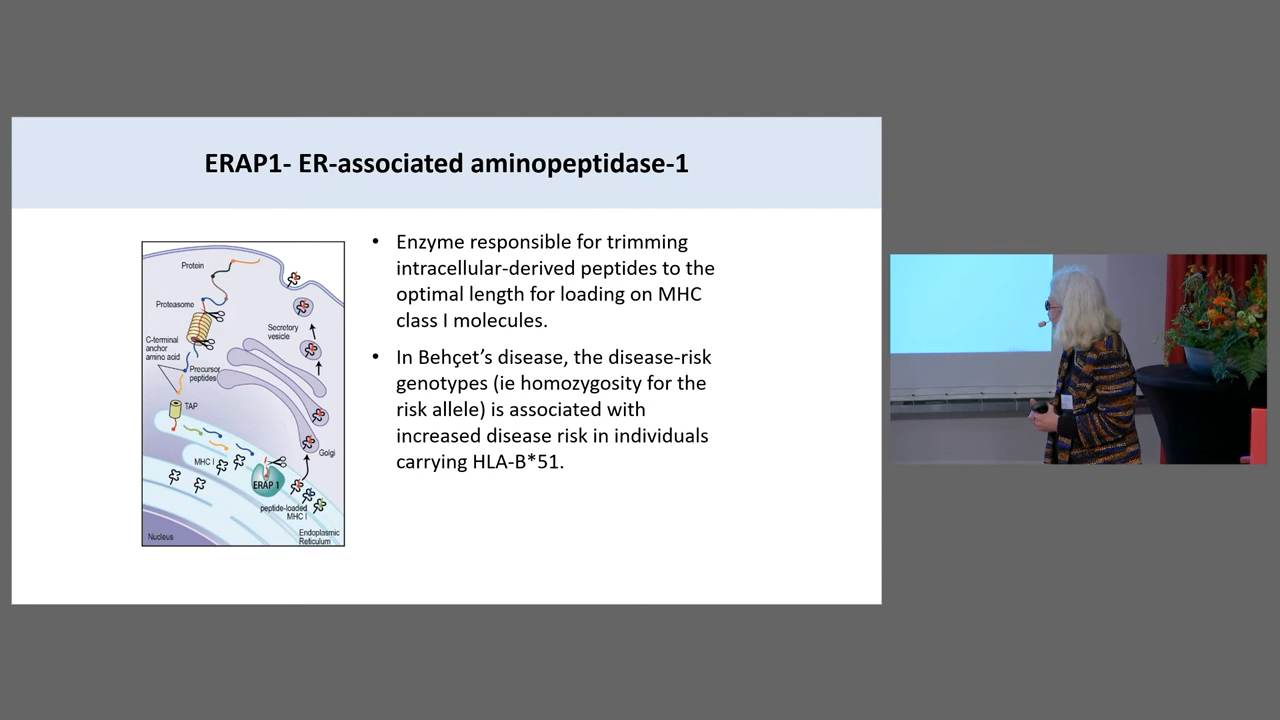 ERAP1- ER-associated aminopeptidase-1
Protein
Proteasome
C-terminal
anchor
amino acid
Precursor
peptides
TAP
MHC I
ERAP 1
peptide-loaded
MHC I
Nucleus
Endoplasmic
Reticulum
Golgi
Secretory
vesicle
• Enzyme responsible for trimming
intracellular-derived peptides to the
optimal length for loading on MHC
class I molecules.
• In Behçet’s disease, the disease-risk
genotypes (ie homozygosity for the
risk allele) is associated with
increased disease risk in individuals
carrying HLA-B*51.